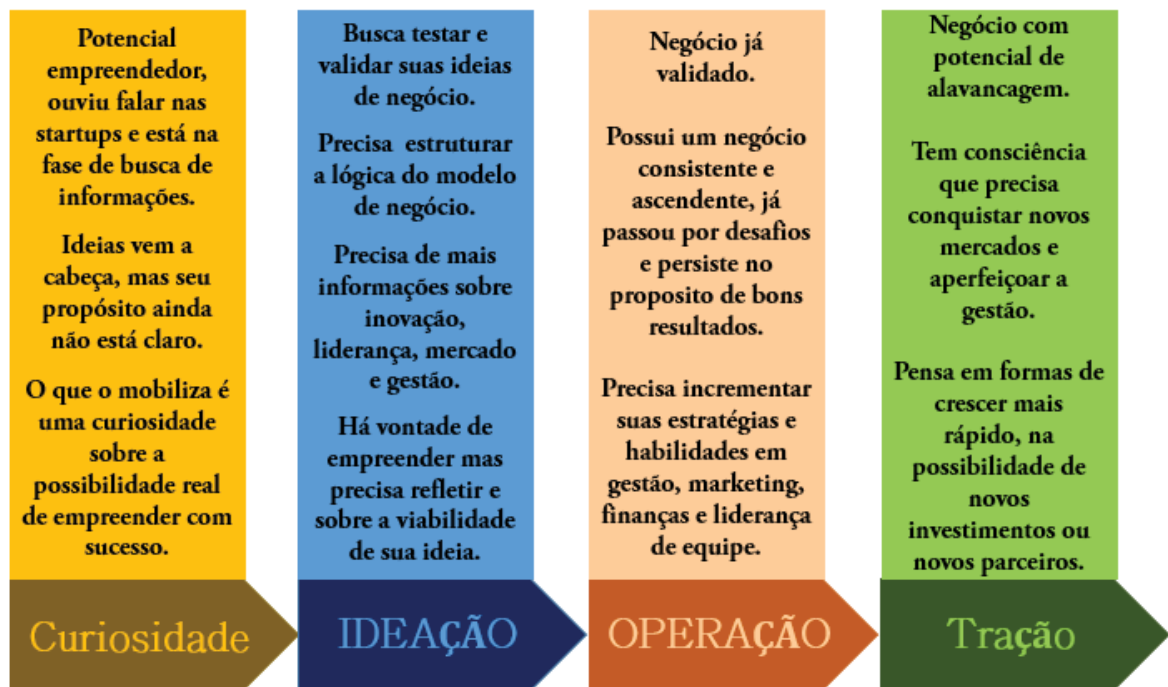 Potencial
empreendedor,
ouviu falar nas
startups e está na
fase de busca de
informações.
Ideias vem a
cabeça, mas seu
propósito ainda
não está claro.
O que o mobiliza é
uma curiosidade
sobre a
possibilidade real
de empreender com
sucesso.
Curiosidade
Busca testar e
validar suas ideias
de negócio.
Precisa estruturar
a lógica do modelo
de negócio.
Precisa de mais
informações sobre
inovação,
liderança, mercado
e gestão.
Há vontade de
empreender mas
precisa refletir e
sobre a viabilidade
de sua ideia.
IDEAÇÃO
Negócio já
validado.
Possui um negócio
consistente e
ascendente, já
passou por desafios
e persiste no
proposito de bons
resultados.
Precisa incrementar
suas estratégias e
habilidades em
gestão, marketing,
finanças e liderança
de equipe.
OPERAÇÃO
Negócio com
potencial de
alavancagem.
Tem consciência
que precisa
conquistar novos
mercados e
aperfeiçoar a
gestão.
Pensa em formas de
crescer mais
rápido, na
possibilidade de
novos
investimentos ou
novos parceiros.
Tração